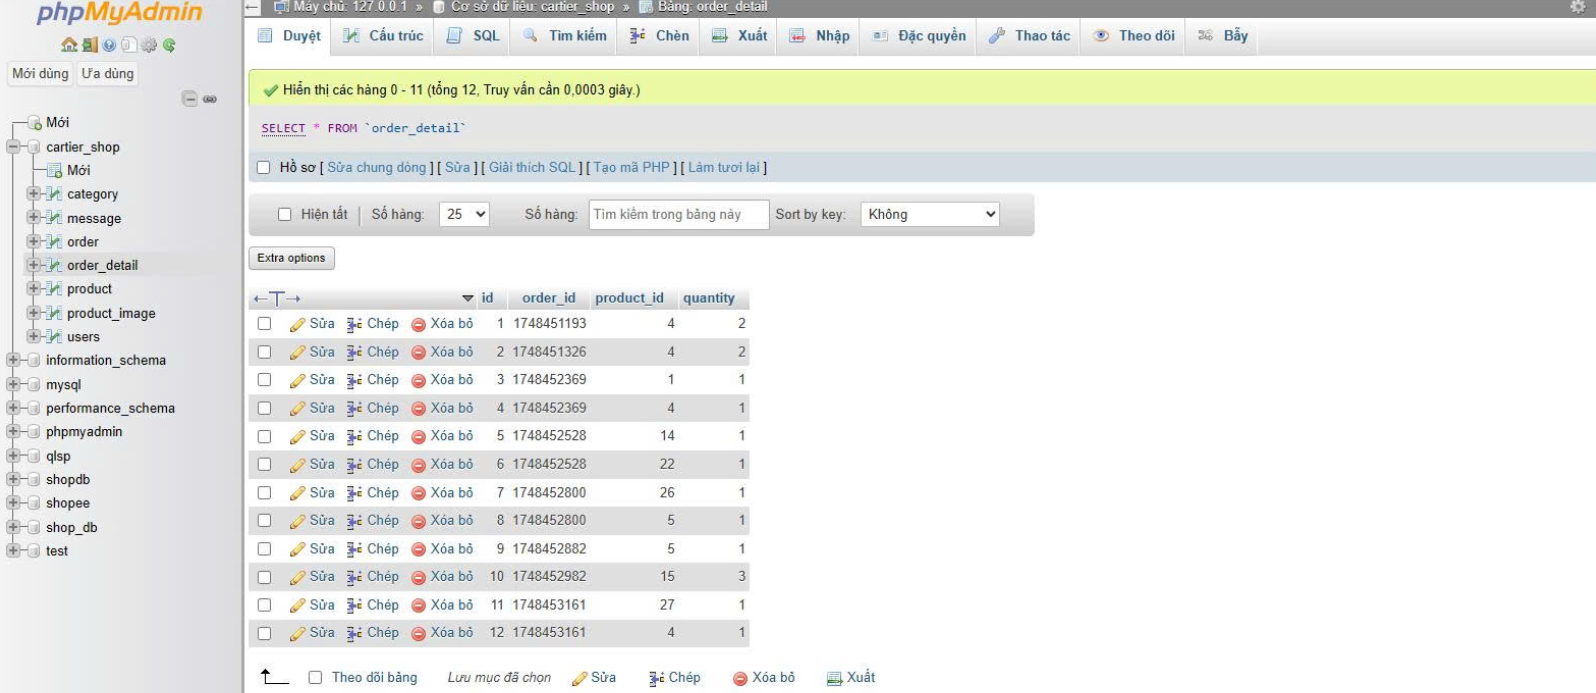 phpMyAdmin
Mới dùng Ưa dùng
Mới
cartier_shop
Mới
category
message
order
order_detail
product
product_image
users
information_schema
mysql
performance_schema
phpmyadmin
qlsp
shopdb
shopee
shop_db
test
← Máy chủ: 127.0.0.1 » Cơ sở dữ liệu: cartier_shop » Bảng: order_detail
Duyệt Cấu trúc SQL Tìm kiếm Chèn Xuất Nhập Đặc quyền Thao tác Theo dõi Bẫy
Hiển thị các hàng 0 - 11 (tổng 12, Truy vấn cần 0,0003 giây.)
SELECT * FROM `order_detail`
Hồ sơ [ Sửa chung dòng ] [ Sửa ] [ Giải thích SQL ] [ Tạo mã PHP ] [ Làm tươi lại ]
Hiện tất Số hàng: 25 Số hàng: Tìm kiếm trong bảng này Sort by key: Không
Extra options
←T→ id order_id product_id quantity
Sửa Chép Xóa bỏ 1 1748451193 4 2
Sửa Chép Xóa bỏ 2 1748451326 4 2
Sửa Chép Xóa bỏ 3 1748452369 1 1
Sửa Chép Xóa bỏ 4 1748452369 4 1
Sửa Chép Xóa bỏ 5 1748452528 14 1
Sửa Chép Xóa bỏ 6 1748452528 22 1
Sửa Chép Xóa bỏ 7 1748452800 26 1
Sửa Chép Xóa bỏ 8 1748452800 5 1
Sửa Chép Xóa bỏ 9 1748452882 5 1
Sửa Chép Xóa bỏ 10 1748452982 15 3
Sửa Chép Xóa bỏ 11 1748453161 27 1
Sửa Chép Xóa bỏ 12 1748453161 4 1
Theo dõi bảng Lưu mục đã chọn Sửa Chép Xóa bỏ Xuất